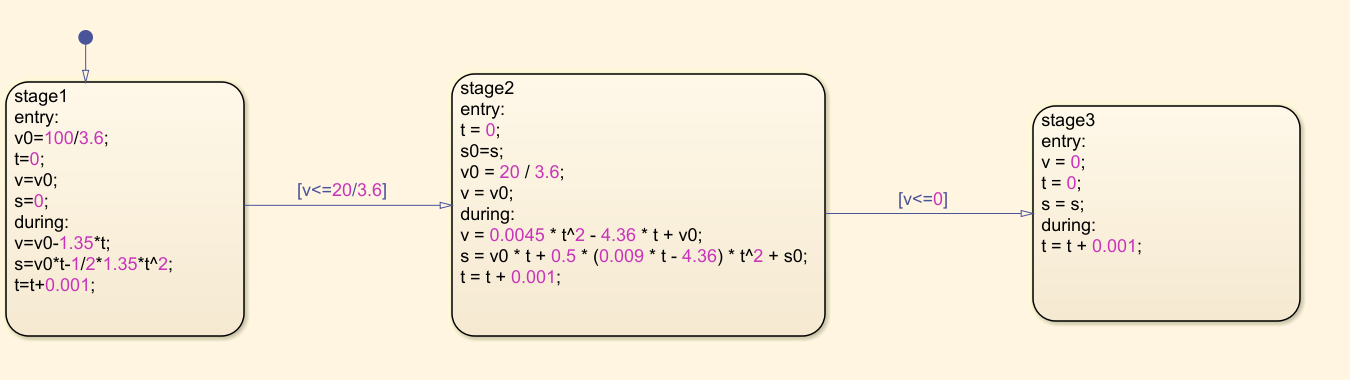 stage1
entry:
v0=100/3.6;
t=0;
v=v0;
s=0;
during:
v=v0-1.35*t;
s=v0*t-1/2*1.35*t^2;
t=t+0.001;
[v<=20/3.6]
stage2
entry:
t = 0;
s0=s;
v0 = 20 / 3.6;
v = v0;
during:
v = 0.0045 * t^2 - 4.36 * t + v0;
s = v0 * t + 0.5 * (0.009 * t - 4.36) * t^2 + s0;
t = t + 0.001;
[v<=0]
stage3
entry:
v = 0;
t = 0;
s = s;
during:
t = t + 0.001;